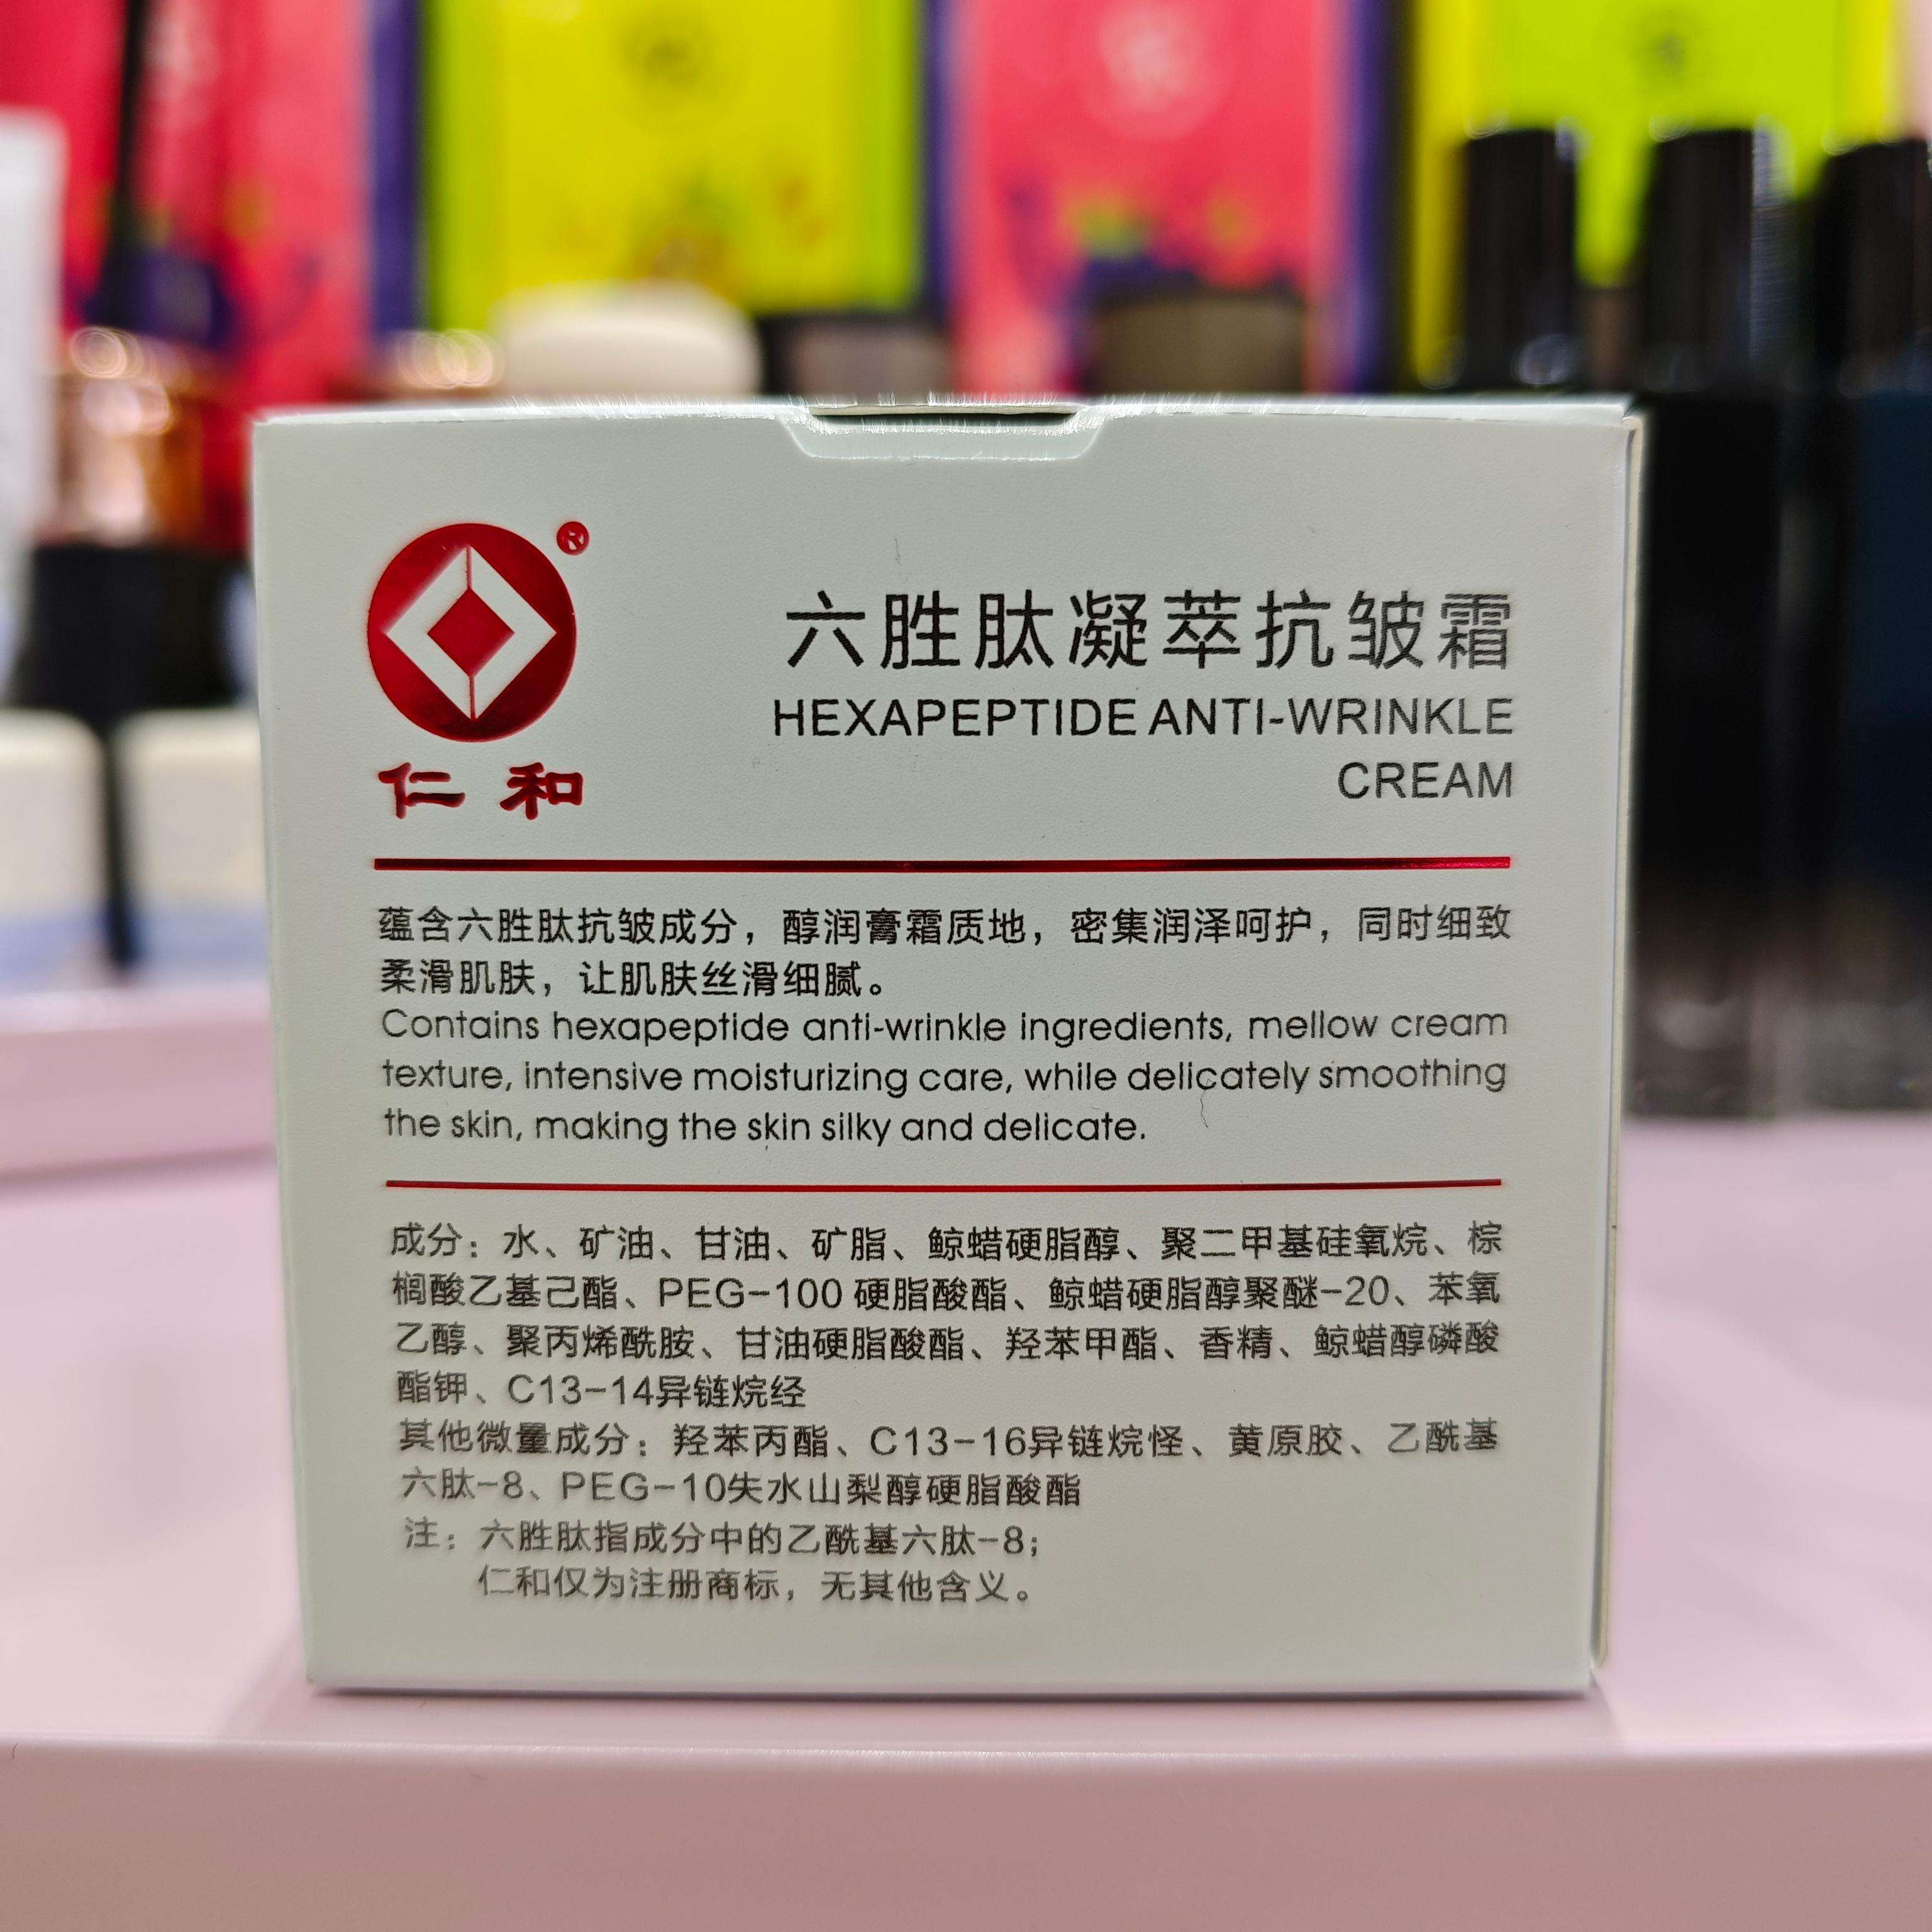 ®
仁和
六胜肽凝萃抗皱霜
HEXAPEPTIDE ANTI-WRINKLE
CREAM
蕴含六胜肽抗皱成分，醇润膏霜质地，密集润泽呵护，同时细致
柔滑肌肤，让肌肤丝滑细腻。
Contains hexapeptide anti-wrinkle ingredients, mellow cream
texture, intensive moisturizing care, while delicately smoothing
the skin, making the skin silky and delicate.
成分：水、矿油、甘油、矿脂、鲸蜡硬脂醇、聚二甲基硅氧烷、棕
榈酸乙基己酯、PEG-100 硬脂酸酯、鲸蜡硬脂醇聚醚-20、苯氧
乙醇、聚丙烯酰胺、甘油硬脂酸酯、羟苯甲酯、香精、鲸蜡醇磷酸
酯钾、C13-14异链烷经
其他微量成分：羟苯丙酯、C13-16异链烷怪、黄原胶、乙酰基
六肽-8、PEG-10失水山梨醇硬脂酸酯
注：六胜肽指成分中的乙酰基六肽-8；
仁和仅为注册商标，无其他含义。